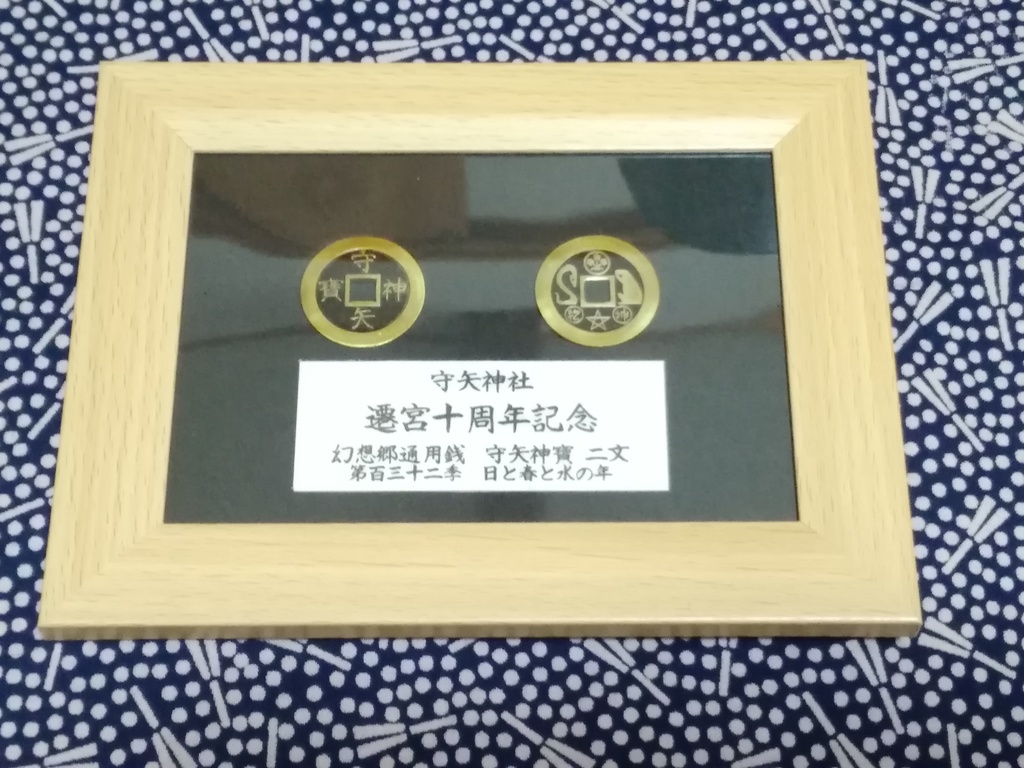 守
寶 神
矢
守矢神社
遷宮十周年記念
幻想郷通用銭 守矢神寶 二文
第百三十二季 日と春と水の年